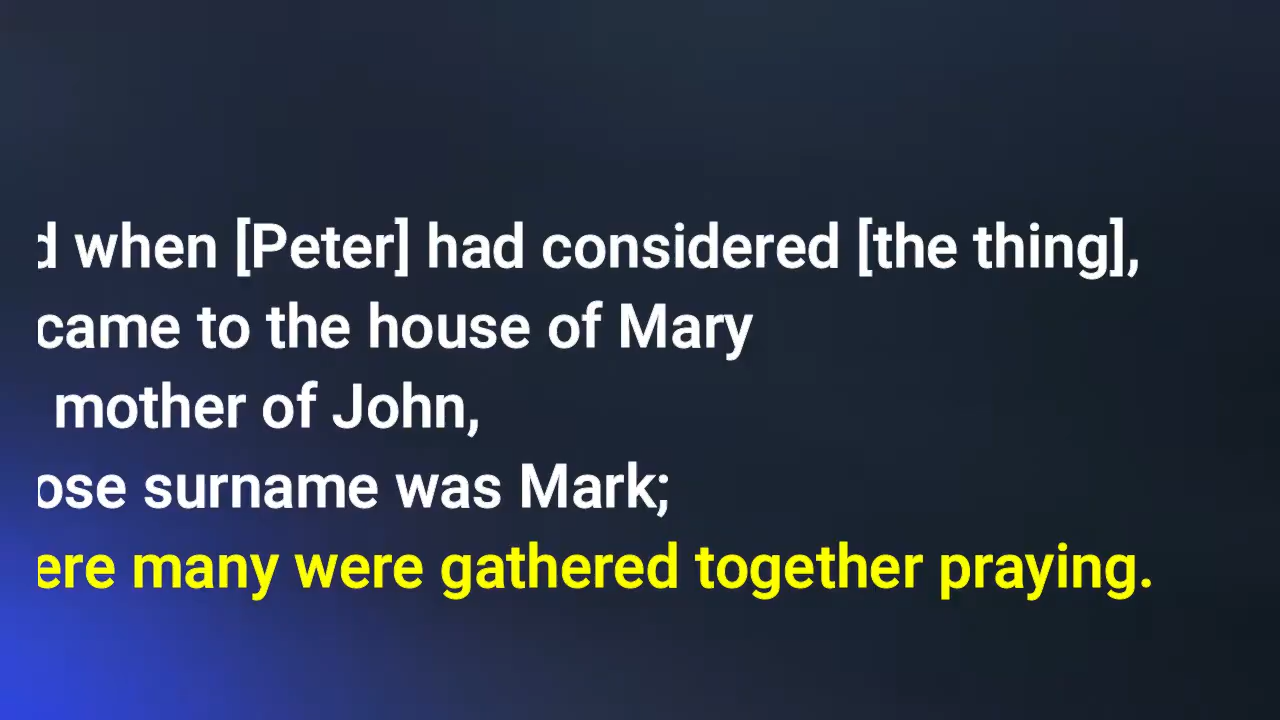 d when [Peter] had considered [the thing],
came to the house of Mary
mother of John,
ose surname was Mark;
ere many were gathered together praying.